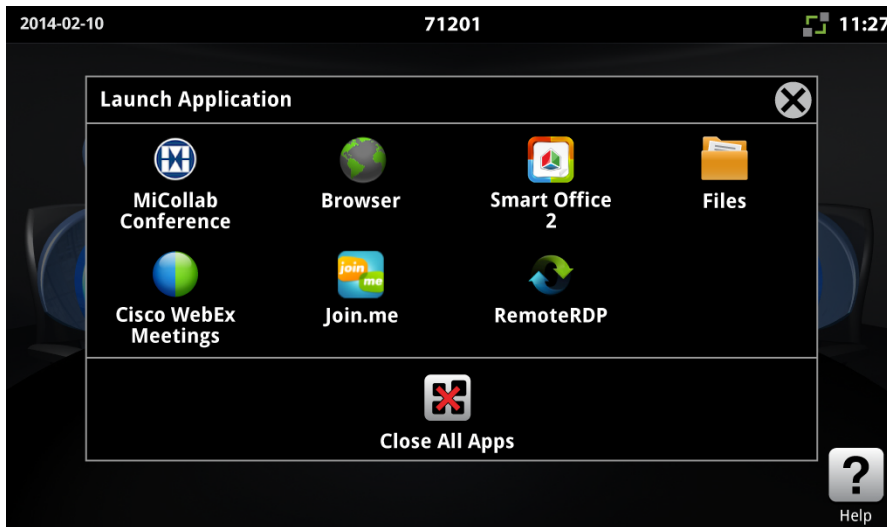 2014-02-10 71201 11:27
Launch Application
MiCollab Conference
Browser
Smart Office 2
Files
Cisco WebEx Meetings
join me
Join.me
RemoteRDP
Close All Apps
?
Help